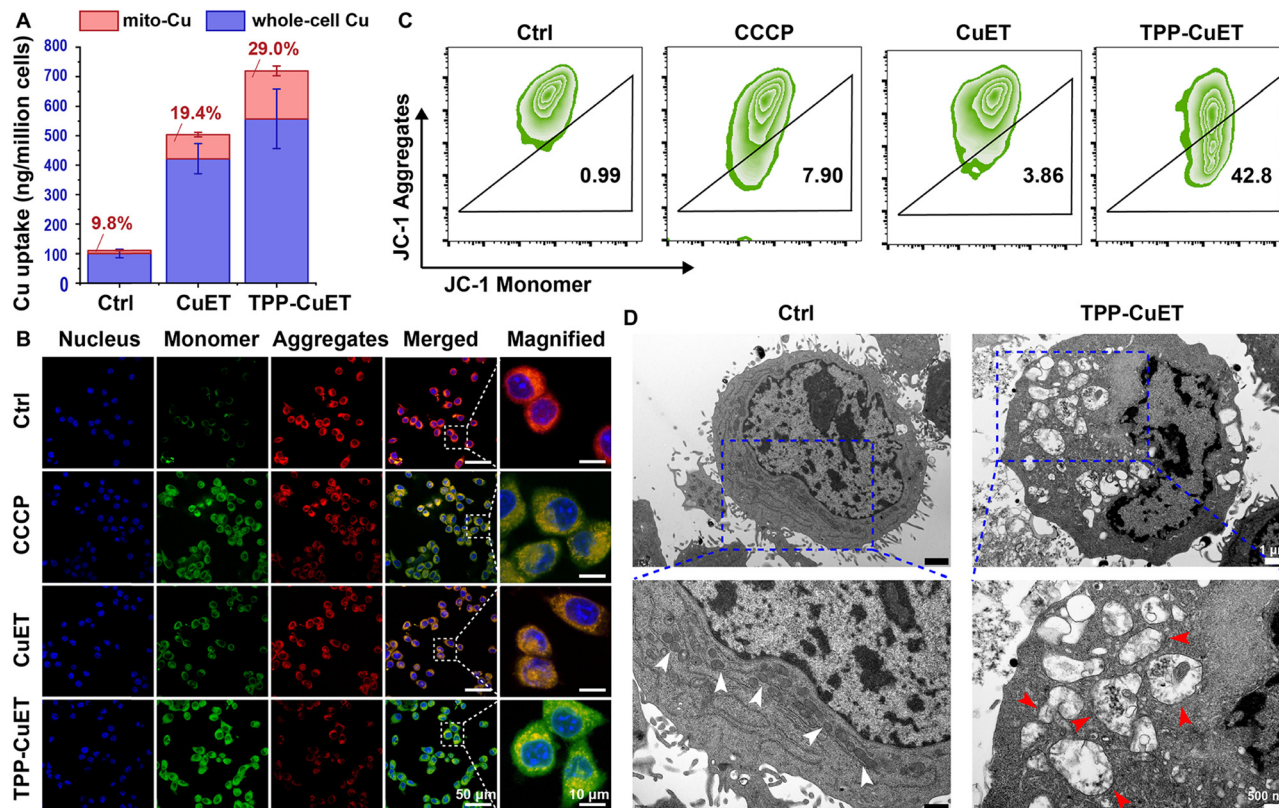 A
mito-Cu
whole-cell Cu
Cu uptake (ng/million cells)
800
700
600
500
400
300
200
100
0
9.8%
19.4%
29.0%
Ctrl
CuET
TPP-CuET
C
Ctrl
CCCP
CuET
TPP-CuET
JC-1 Aggregates
0.99
7.90
3.86
42.8
JC-1 Monomer
B
Nucleus
Monomer
Aggregates
Merged
Magnified
Ctrl
CCCP
CuET
TPP-CuET
50 μm
10 μm
D
Ctrl
TPP-CuET
1 μ
500 n